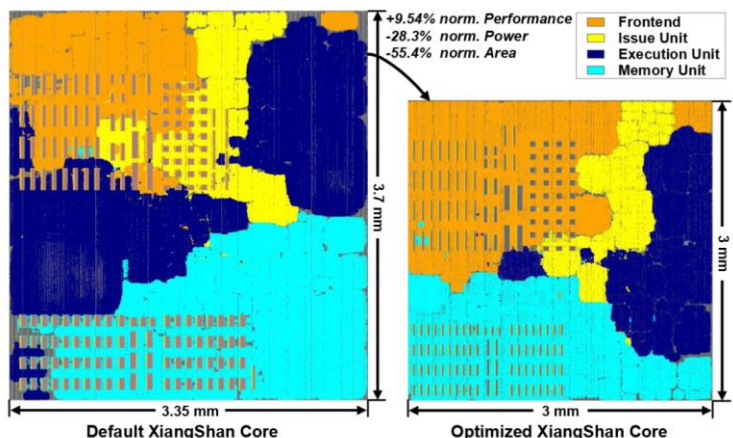 +9.54% norm. Performance
-28.3% norm. Power
-55.4% norm. Area
Frontend
Issue Unit
Execution Unit
Memory Unit
3.7 mm
3 mm
3.35 mm
3 mm
Default XiangShan Core
Optimized XiangShan Core